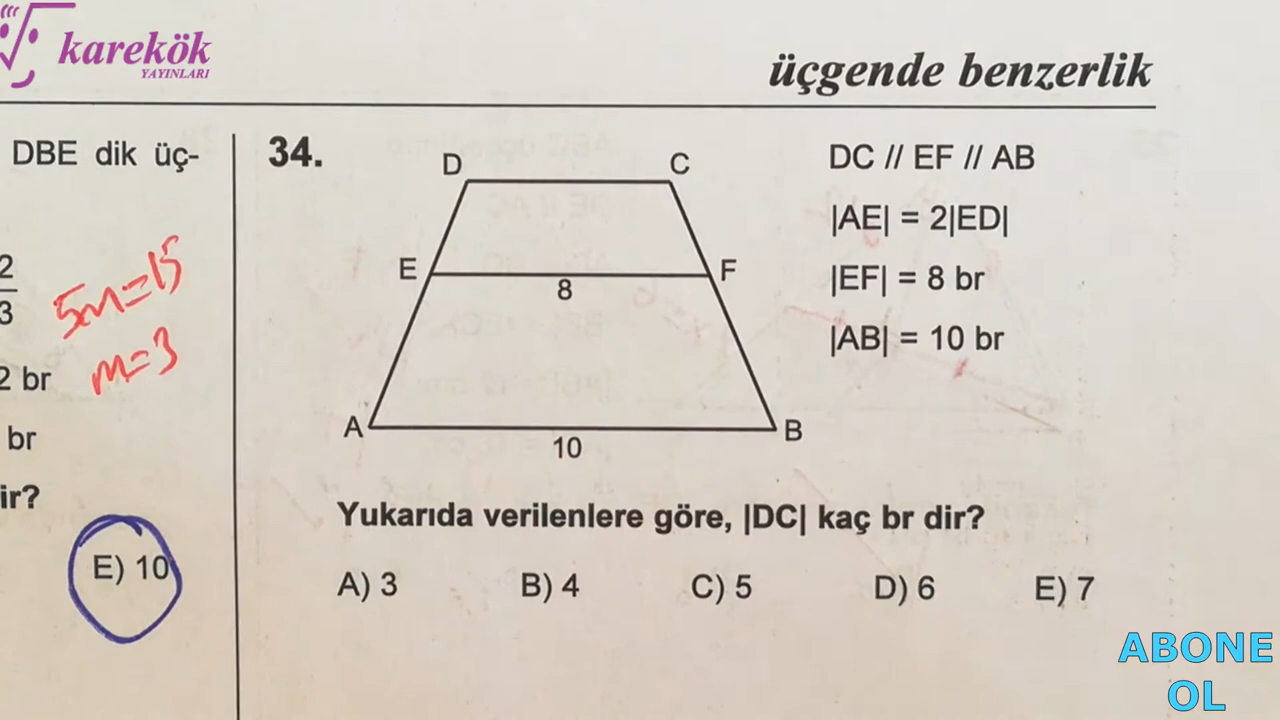 karekök
YAYINLARI
üçgende benzerlik
DBE dik üç-
2
3
5m=15
m=3
2 br
br
ir?
E) 10
34.
D
C
E
F
8
A
B
10
DC // EF // AB
|AE| = 2|ED|
|EF| = 8 br
|AB| = 10 br
Yukarıda verilenlere göre, |DC| kaç br dir?
A) 3 B) 4 C) 5 D) 6 E) 7
ABONE
OL